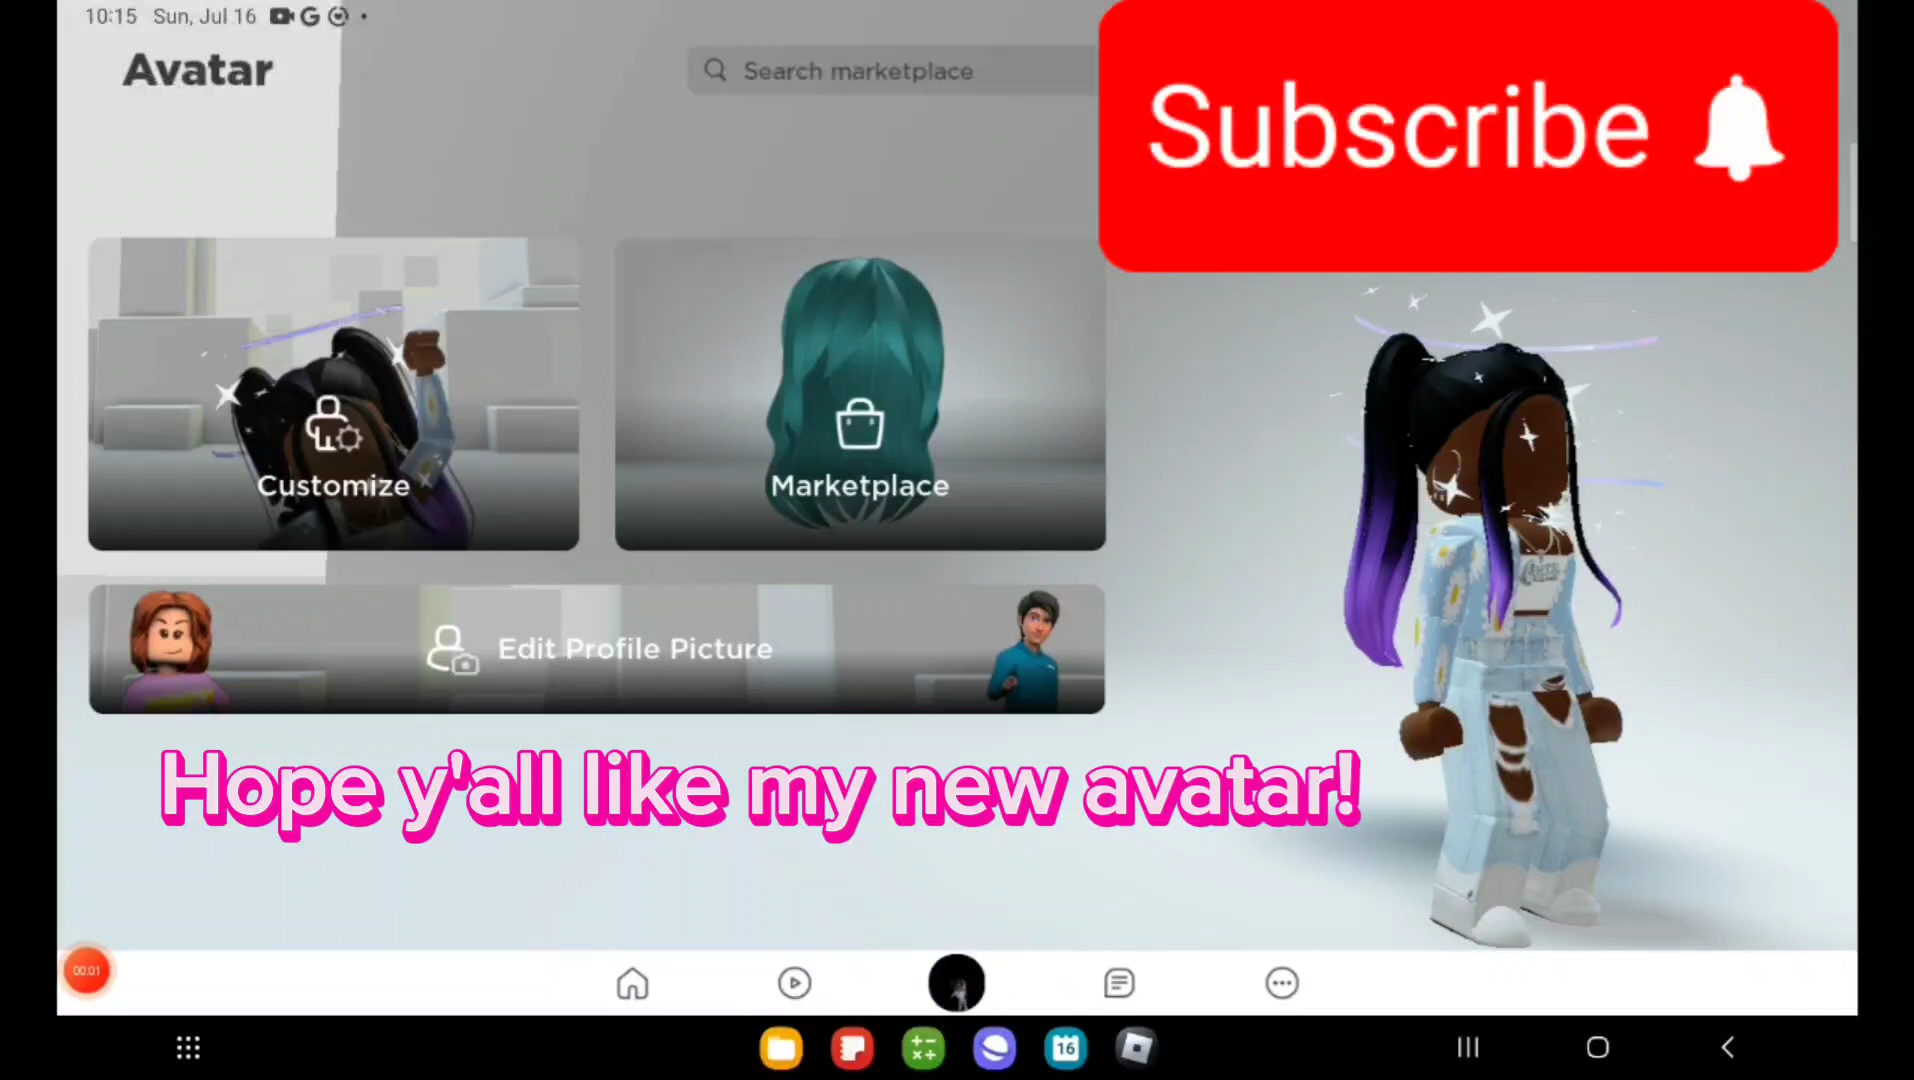 10:15 Sun, Jul 16
Avatar
Search marketplace
Subscribe
Customize
Marketplace
Edit Profile Picture
Hope y'all like my new avatar!
00:01
16